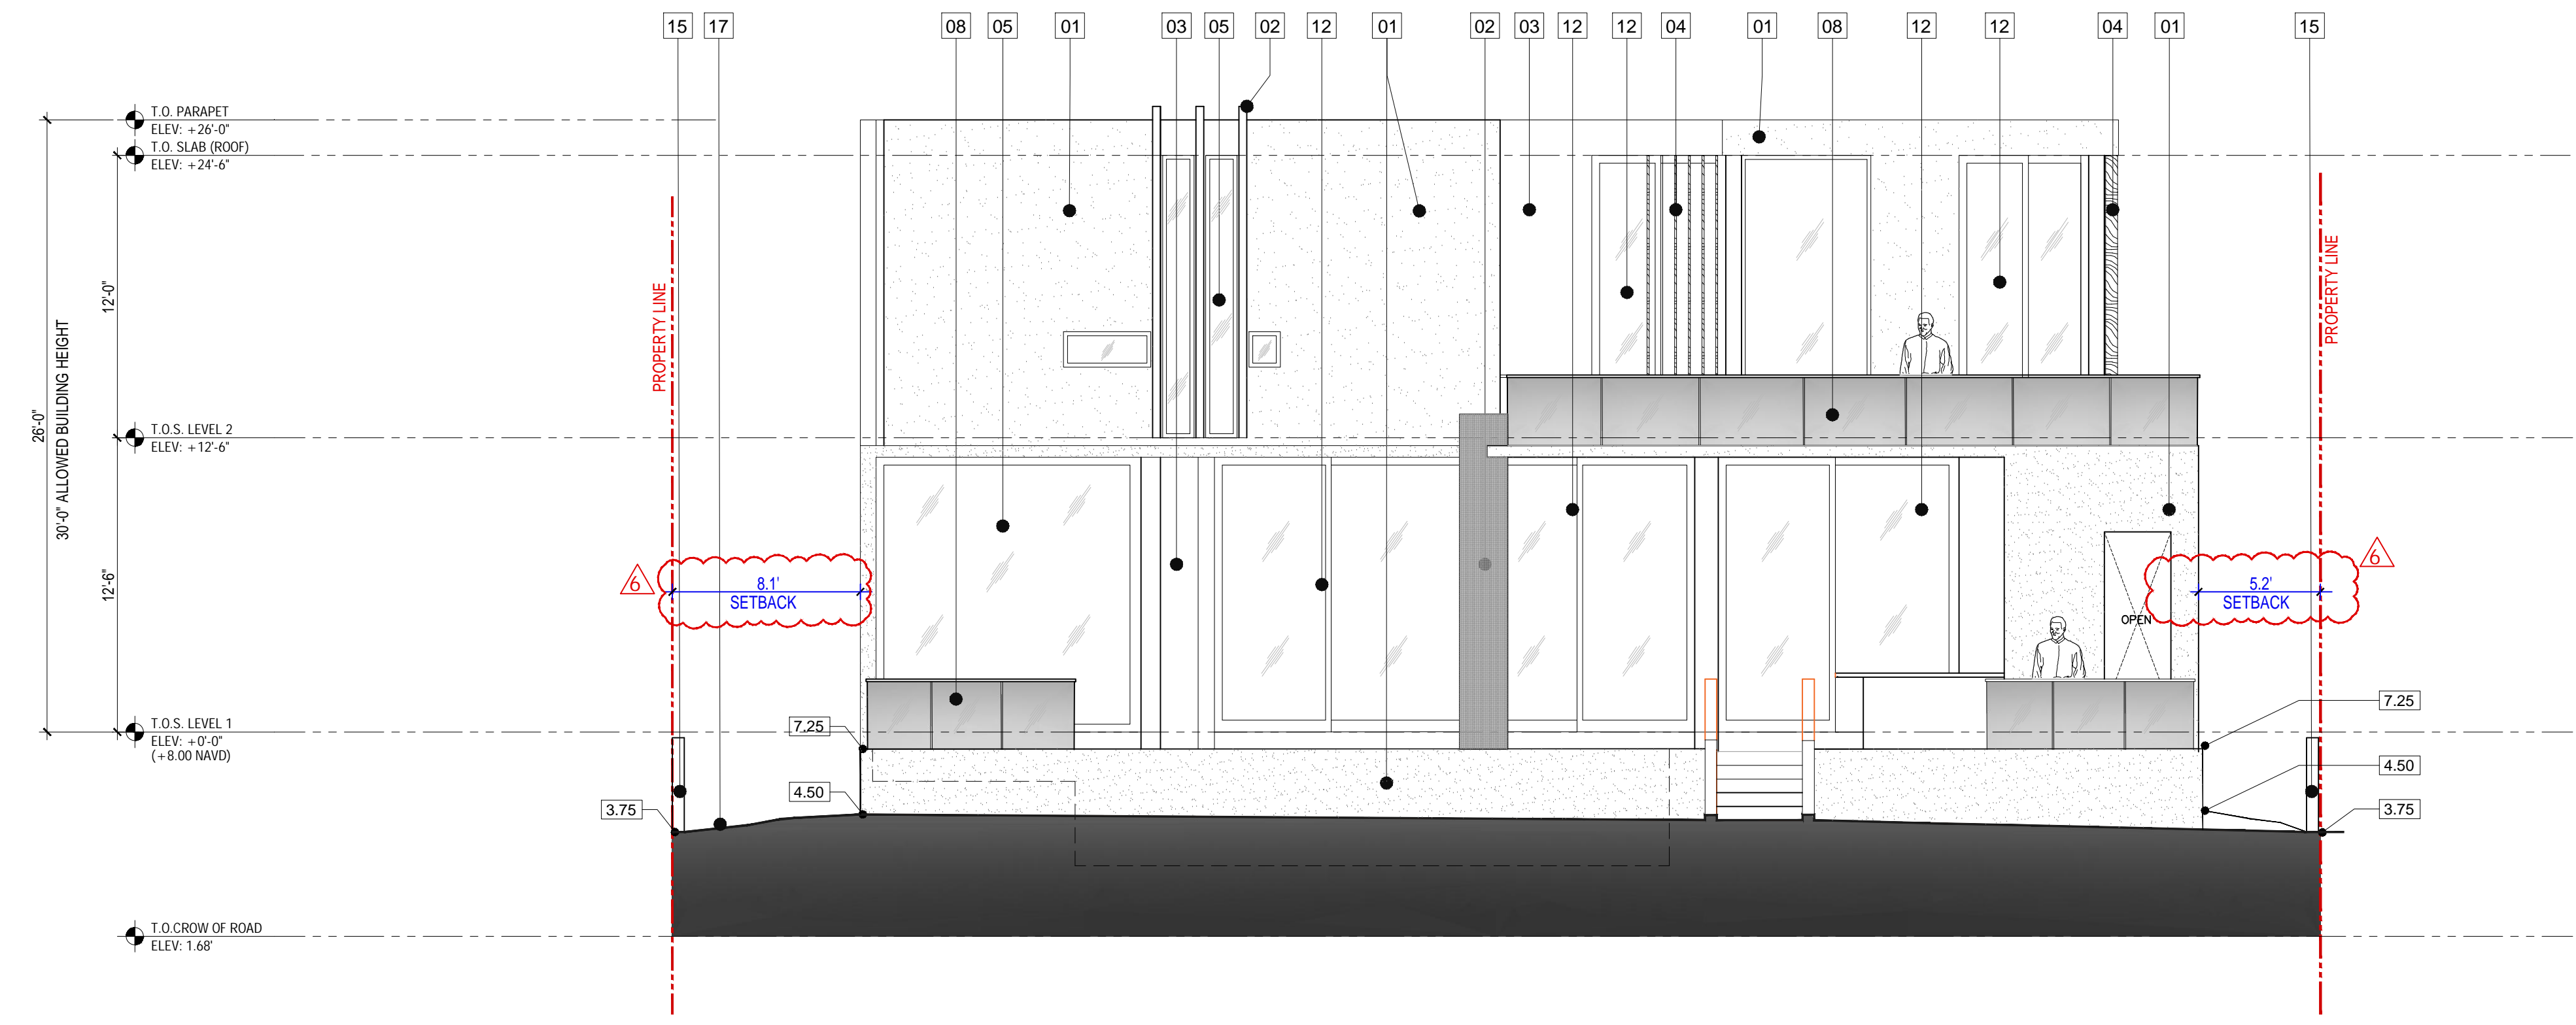 15 17 08 05 01 03 05 02 12 01 02 03 12 12 04 01 08 12 12 04 01 15
T.O. PARAPET
ELEV: +26'-0"
T.O. SLAB (ROOF)
ELEV: +24'-6"
12'-0"
26'-0"
30'-0" ALLOWED BUILDING HEIGHT
PROPERTY LINE
PROPERTY LINE
T.O.S. LEVEL 2
ELEV: +12'-6"
12'-6"
6
8.1'
SETBACK
5.2'
SETBACK
6
OPEN
T.O.S. LEVEL 1
ELEV: +0'-0"
(+8.00 NAVD)
7.25
7.25
4.50
4.50
3.75
3.75
T.O.CROW OF ROAD
ELEV: 1.68'